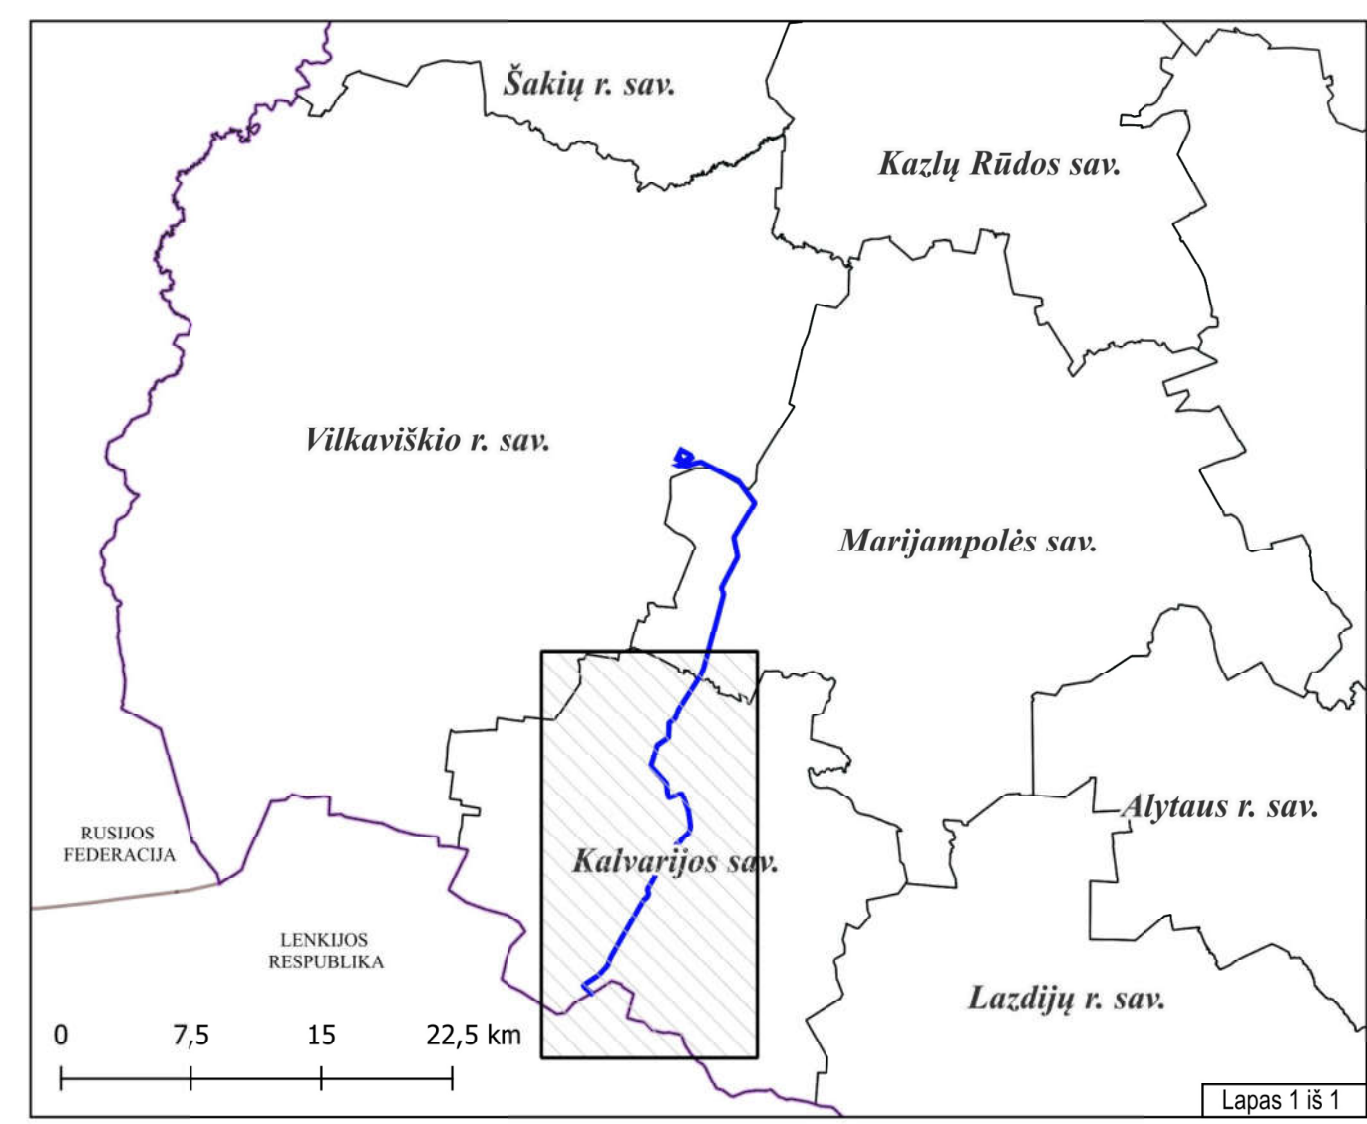 Šakių r. sav.
Kazlų Rūdos sav.
Vilkaviškio r. sav.
Marijampolės sav.
Alytaus r. sav.
RUSIJOS
FEDERACIJA
Kalvarijos sav.
LENKIJOS
RESPUBLIKA
Lazdijų r. sav.
0 7,5 15 22,5 km
Lapas 1 iš 1